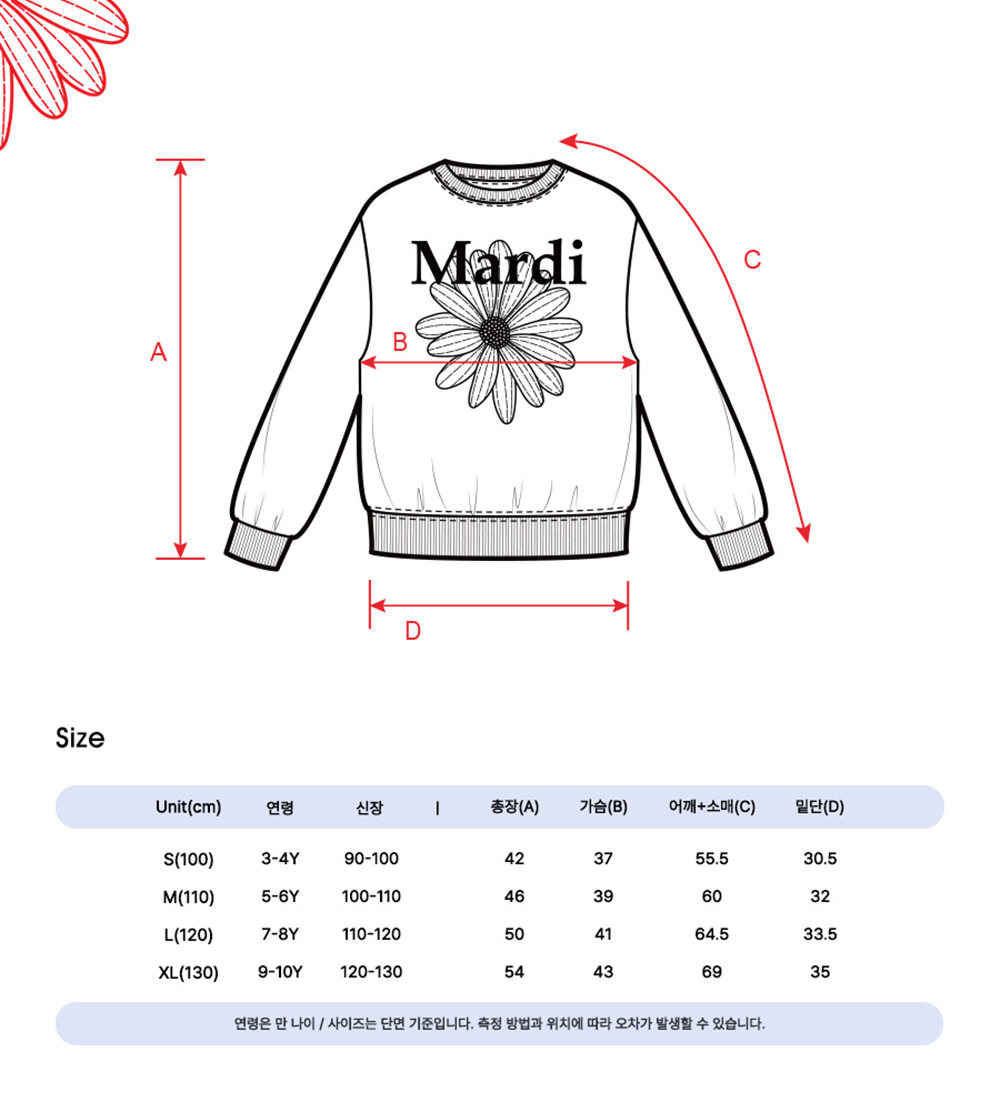 Mardi
A
B
C
D
Size
Unit(cm) 연령 신장 | 총장(A) 가슴(B) 어깨+소매(C) 밑단(D)
S(100) 3-4Y 90-100 42 37 55.5 30.5
M(110) 5-6Y 100-110 46 39 60 32
L(120) 7-8Y 110-120 50 41 64.5 33.5
XL(130) 9-10Y 120-130 54 43 69 35
연령은 만 나이 / 사이즈는 단면 기준입니다. 측정 방법과 위치에 따라 오차가 발생할 수 있습니다.